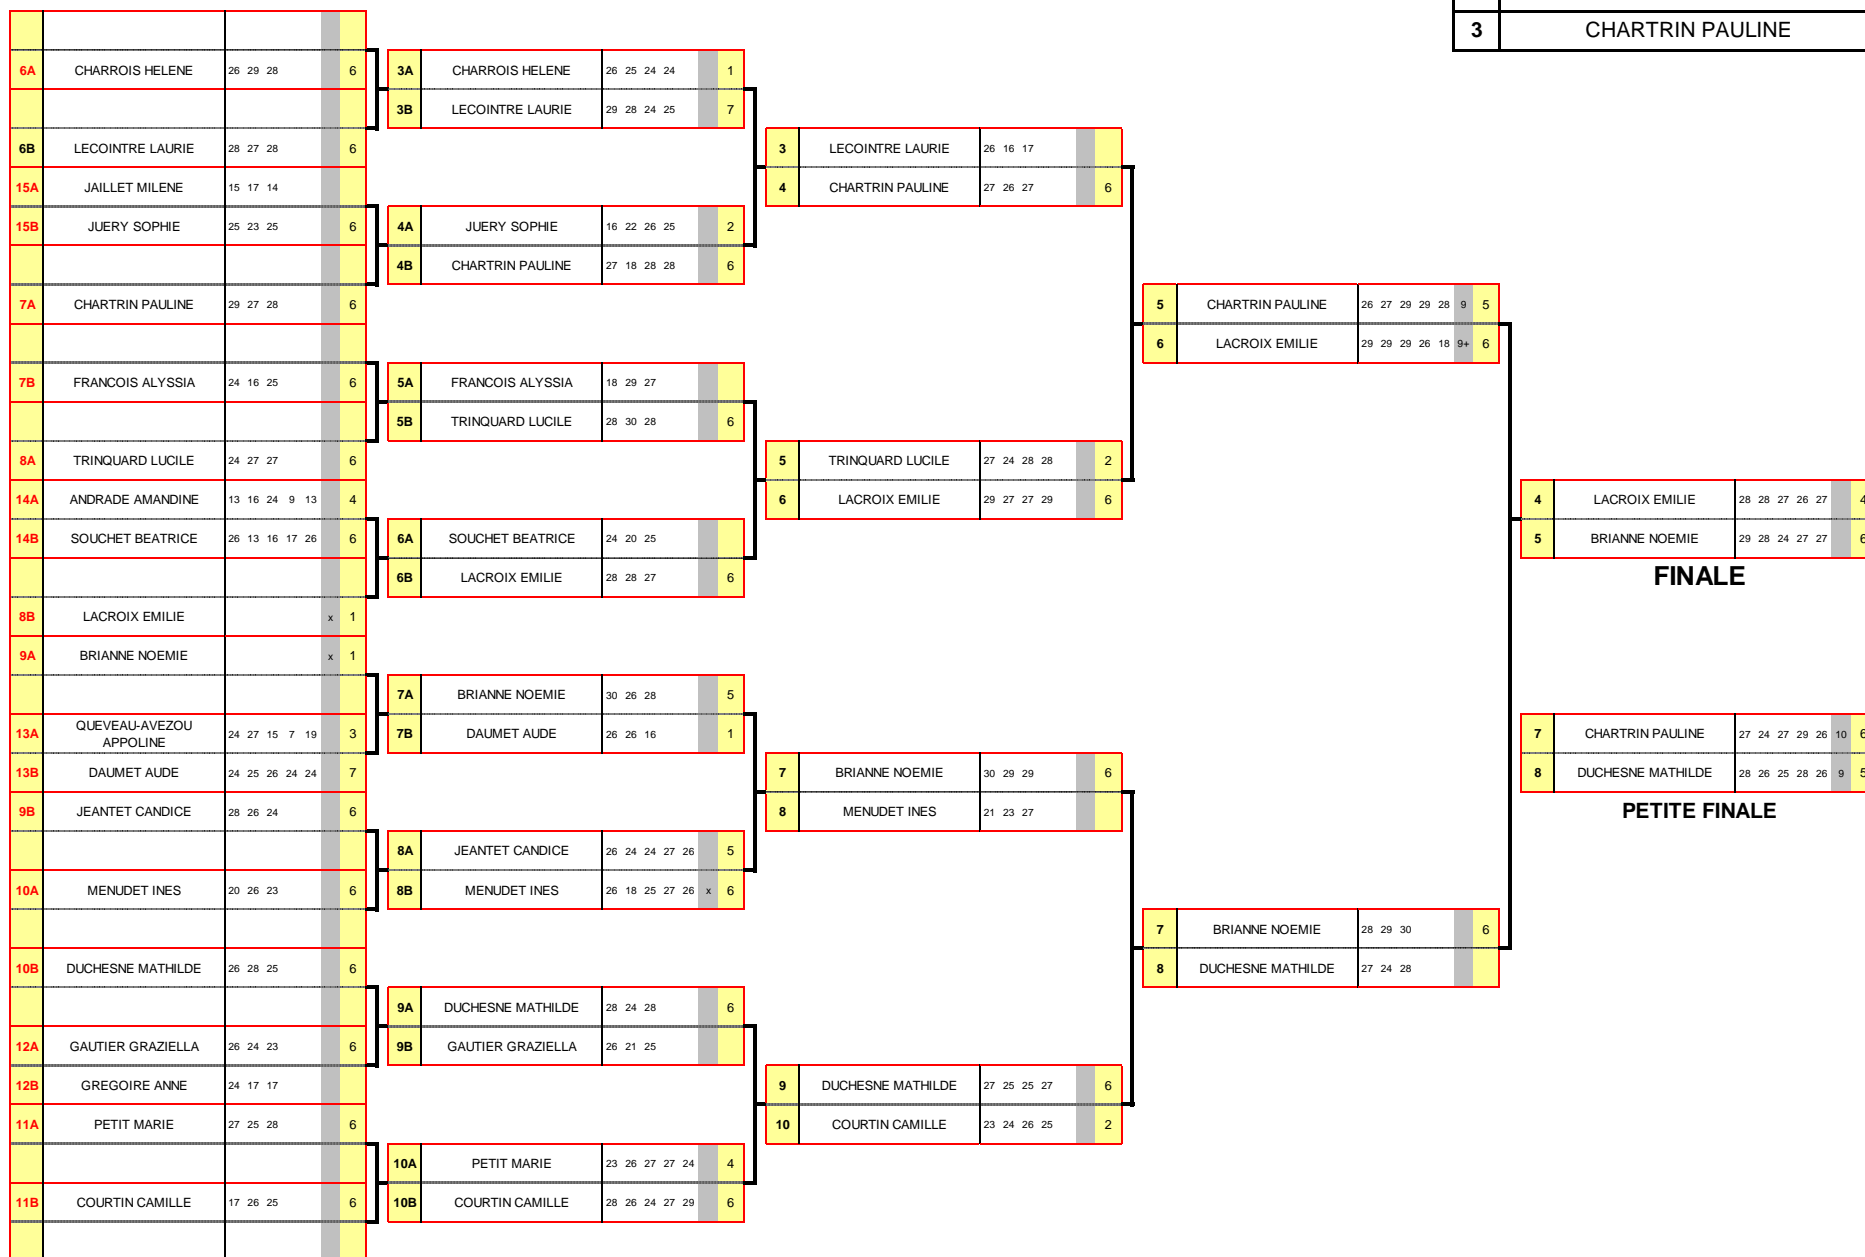 3 CHARTRIN PAULINE
6A CHARROIS HELENE 26 29 28 6
6B LECOINTRE LAURIE 28 27 28 6
15A JAILLET MILENE 15 17 14
15B JUERY SOPHIE 25 23 25 6
7A CHARTRIN PAULINE 29 27 28 6
7B FRANCOIS ALYSSIA 24 16 25 6
8A TRINQUARD LUCILE 24 27 27 6
14A ANDRADE AMANDINE 13 16 24 9 13 4
14B SOUCHET BEATRICE 26 13 16 17 26 6
8B LACROIX EMILIE x 1
9A BRIANNE NOEMIE x 1
13A QUEVEAU-AVEZOU
APPOLINE 24 27 15 7 19 3
13B DAUMET AUDE 24 25 26 24 24 7
9B JEANTET CANDICE 28 26 24 6
10A MENUDET INES 20 26 23 6
10B DUCHESNE MATHILDE 26 28 25 6
12A GAUTIER GRAZIELLA 26 24 23 6
12B GREGOIRE ANNE 24 17 17
11A PETIT MARIE 27 25 28 6
11B COURTIN CAMILLE 17 26 25 6
3A CHARROIS HELENE 26 25 24 24 1
3B LECOINTRE LAURIE 29 28 24 25 7
4A JUERY SOPHIE 16 22 26 25 2
4B CHARTRIN PAULINE 27 18 28 28 6
5A FRANCOIS ALYSSIA 18 29 27
5B TRINQUARD LUCILE 28 30 28 6
6A SOUCHET BEATRICE 24 20 25
6B LACROIX EMILIE 28 28 27 6
7A BRIANNE NOEMIE 30 26 28 5
7B DAUMET AUDE 26 26 16 1
8A JEANTET CANDICE 26 24 24 27 26 5
8B MENUDET INES 26 18 25 27 26 x 6
9A DUCHESNE MATHILDE 28 24 28 6
9B GAUTIER GRAZIELLA 26 21 25
10A PETIT MARIE 23 26 27 27 24 4
10B COURTIN CAMILLE 28 26 24 27 29 6
3 LECOINTRE LAURIE 26 16 17
4 CHARTRIN PAULINE 27 26 27 6
5 TRINQUARD LUCILE 27 24 28 28 2
6 LACROIX EMILIE 29 27 27 29 6
7 BRIANNE NOEMIE 30 29 29 6
8 MENUDET INES 21 23 27
9 DUCHESNE MATHILDE 27 25 25 27 6
10 COURTIN CAMILLE 23 24 26 25 2
5 CHARTRIN PAULINE 26 27 29 29 28 9 5
6 LACROIX EMILIE 29 29 29 26 18 9+ 6
7 BRIANNE NOEMIE 28 29 30 6
8 DUCHESNE MATHILDE 27 24 28
4 LACROIX EMILIE 28 28 27 26 27 4
5 BRIANNE NOEMIE 29 28 24 27 27 6
FINALE
7 CHARTRIN PAULINE 27 24 27 29 26 10 6
8 DUCHESNE MATHILDE 28 26 25 28 26 9 5
PETITE FINALE